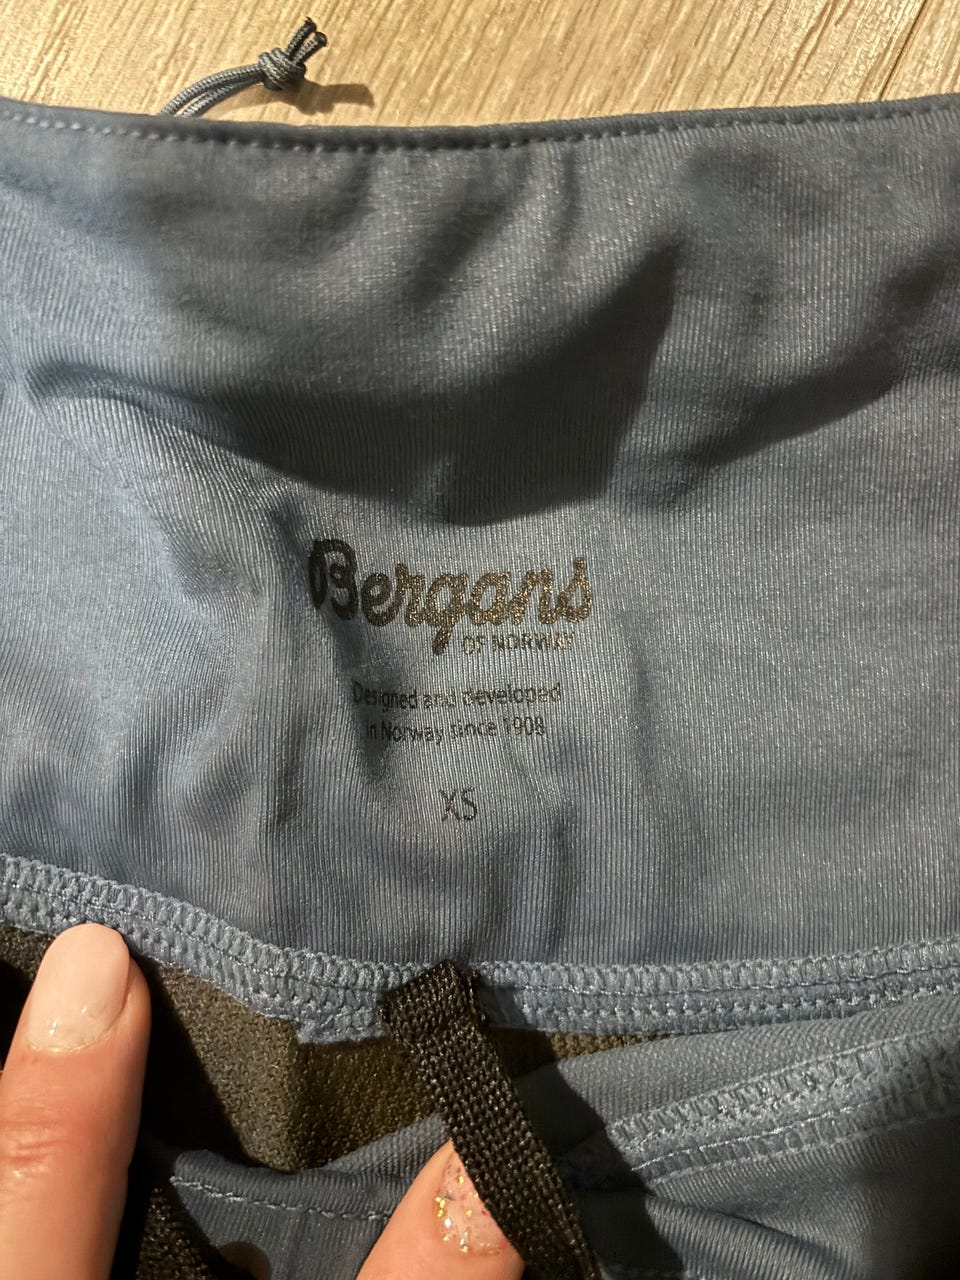 Bergans
OF NORWAY
Designed and developed
in Norway since 1908
XS